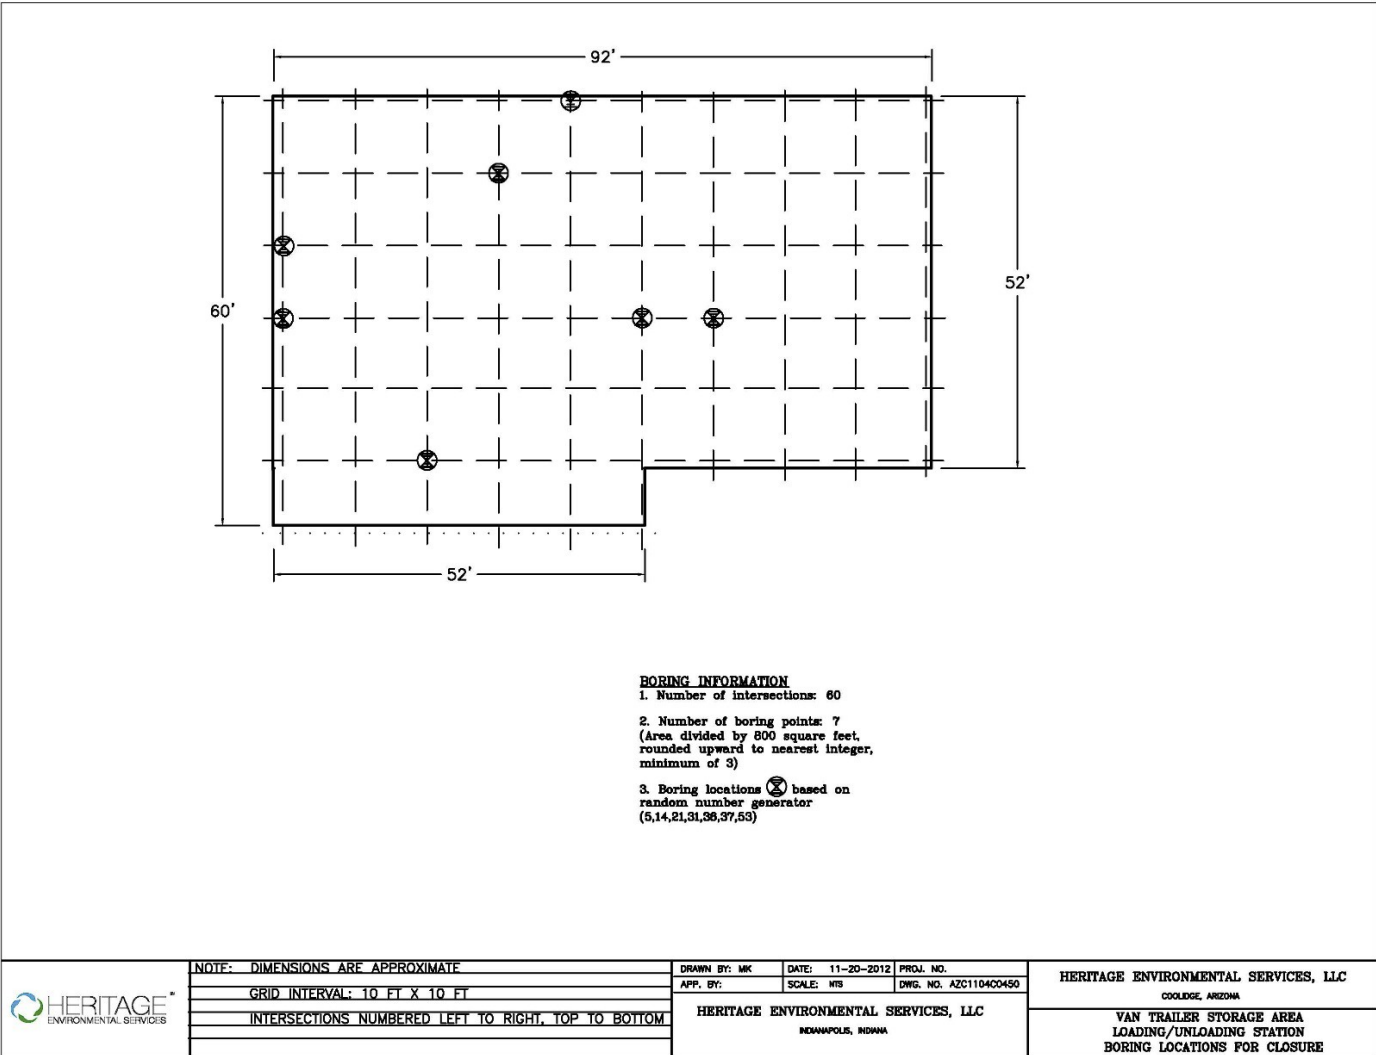 92'
60'
52'
52'
BORING INFORMATION
1. Number of intersections: 60
2. Number of boring points: 7
(Area divided by 800 square feet,
rounded upward to nearest integer,
minimum of 3)
3. Boring locations based on
random number generator
(5,14,21,31,36,37,53)
HERITAGE
ENVIRONMENTAL SERVICES
NOTE: DIMENSIONS ARE APPROXIMATE
GRID INTERVAL: 10 FT X 10 FT
INTERSECTIONS NUMBERED LEFT TO RIGHT, TOP TO BOTTOM
DRAWN BY: MK
DATE: 11-20-2012
PROJ. NO.
APP. BY:
SCALE: NTS
DWG. NO. AZC1104C0450
HERITAGE ENVIRONMENTAL SERVICES, LLC
INDIANAPOLIS, INDIANA
HERITAGE ENVIRONMENTAL SERVICES, LLC
COOLIDGE, ARIZONA
VAN TRAILER STORAGE AREA
LOADING/UNLOADING STATION
BORING LOCATIONS FOR CLOSURE